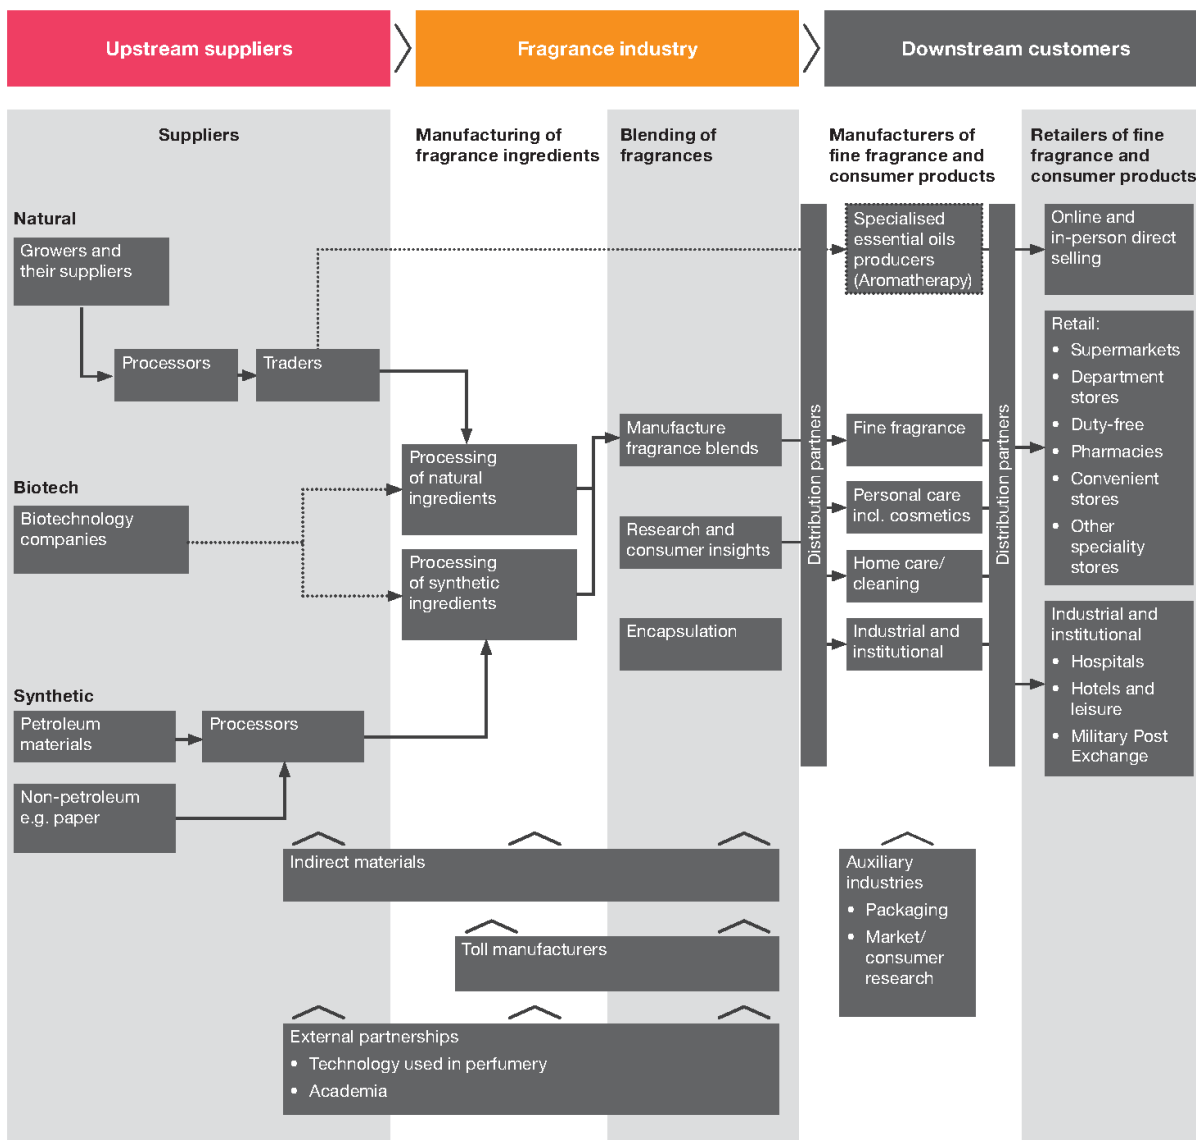 Upstream suppliers
Fragrance industry
Downstream customers
Suppliers
Manufacturing of
fragrance ingredients
Blending of
fragrances
Manufacturers of
fine fragrance and
consumer products
Retailers of fine
fragrance and
consumer products
Natural
Growers and
their suppliers
Processors
Traders
Biotech
Biotechnology
companies
Synthetic
Petroleum
materials
Processors
Non-petroleum
e.g. paper
Processing
of natural
ingredients
Processing
of synthetic
ingredients
Manufacture
fragrance blends
Research and
consumer insights
Encapsulation
Distribution partners
Specialised
essential oils
producers
(Aromatherapy)
Fine fragrance
Personal care
incl. cosmetics
Home care/
cleaning
Industrial and
institutional
Distribution partners
Online and
in-person direct
selling
Retail:
• Supermarkets
• Department
stores
• Duty-free
• Pharmacies
• Convenient
stores
• Other
speciality
stores
Industrial and
institutional
• Hospitals
• Hotels and
leisure
• Military Post
Exchange
Indirect materials
Toll manufacturers
External partnerships
• Technology used in perfumery
• Academia
Auxiliary
industries
• Packaging
• Market/
consumer
research